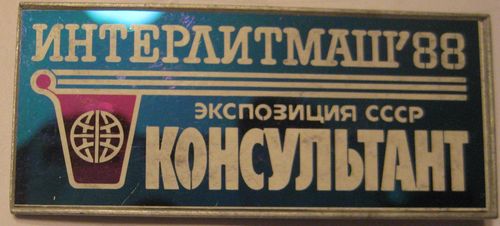 ИНТЕРЛИТМАШ'88
ЭКСПОЗИЦИЯ СССР
КОНСУЛЬТАНТ